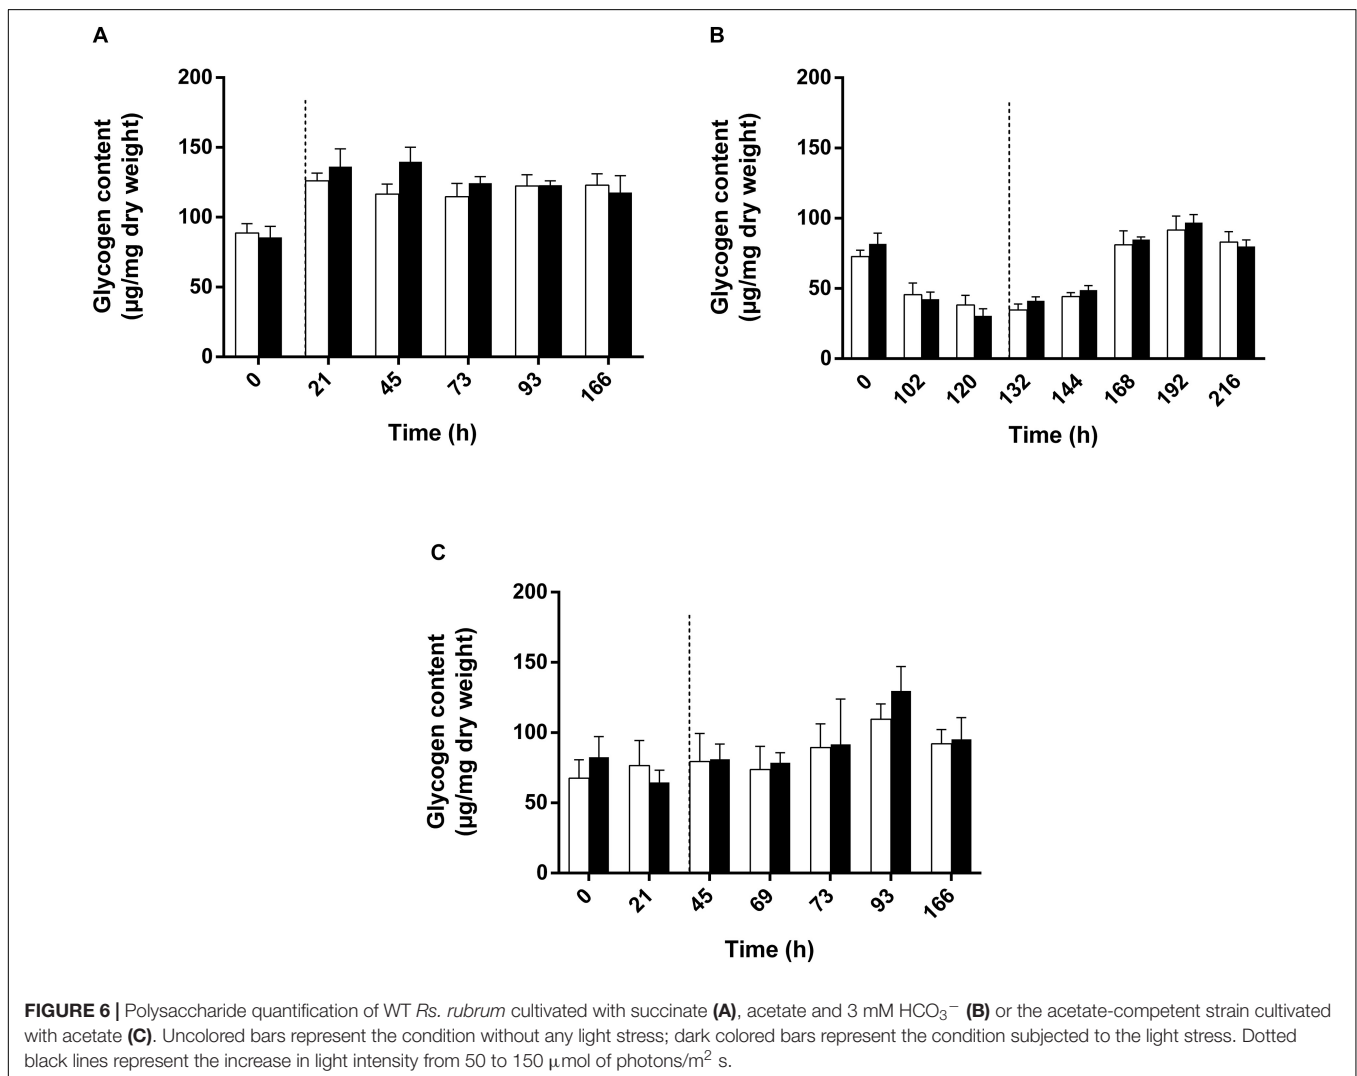 A
Glycogen content
(µg/mg dry weight)
200
150
100
50
0
0 21 45 73 93 166
Time (h)
B
Glycogen content
(µg/mg dry weight)
200
150
100
50
0
0 102 120 132 144 168 192 216
Time (h)
C
Glycogen content
(µg/mg dry weight)
200
150
100
50
0
0 21 45 69 73 93 166
Time (h)
FIGURE 6 | Polysaccharide quantification of WT Rs. rubrum cultivated with succinate (A), acetate and 3 mM HCO₃⁻ (B) or the acetate-competent strain cultivated
with acetate (C). Uncolored bars represent the condition without any light stress; dark colored bars represent the condition subjected to the light stress. Dotted
black lines represent the increase in light intensity from 50 to 150 µmol of photons/m² s.